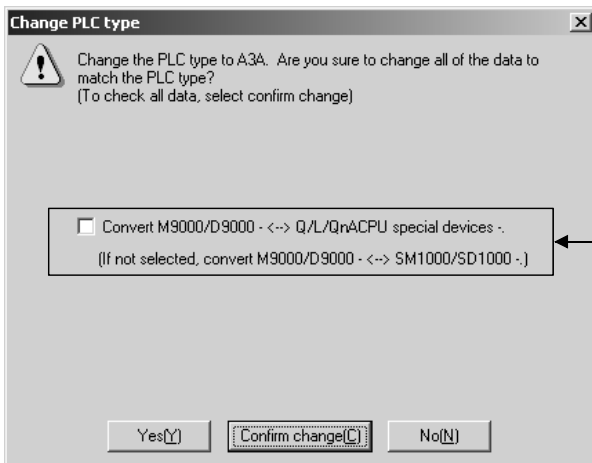 Change PLC type
Change the PLC type to A3A. Are you sure to change all of the data to
match the PLC type?
(To check all data, select confirm change)
Convert M9000/D9000 - <--> Q/L/QnACPU special devices -.
(If not selected, convert M9000/D9000 - <--> SM1000/SD1000 -.)
Yes(Y) Confirm change(C) No(N)